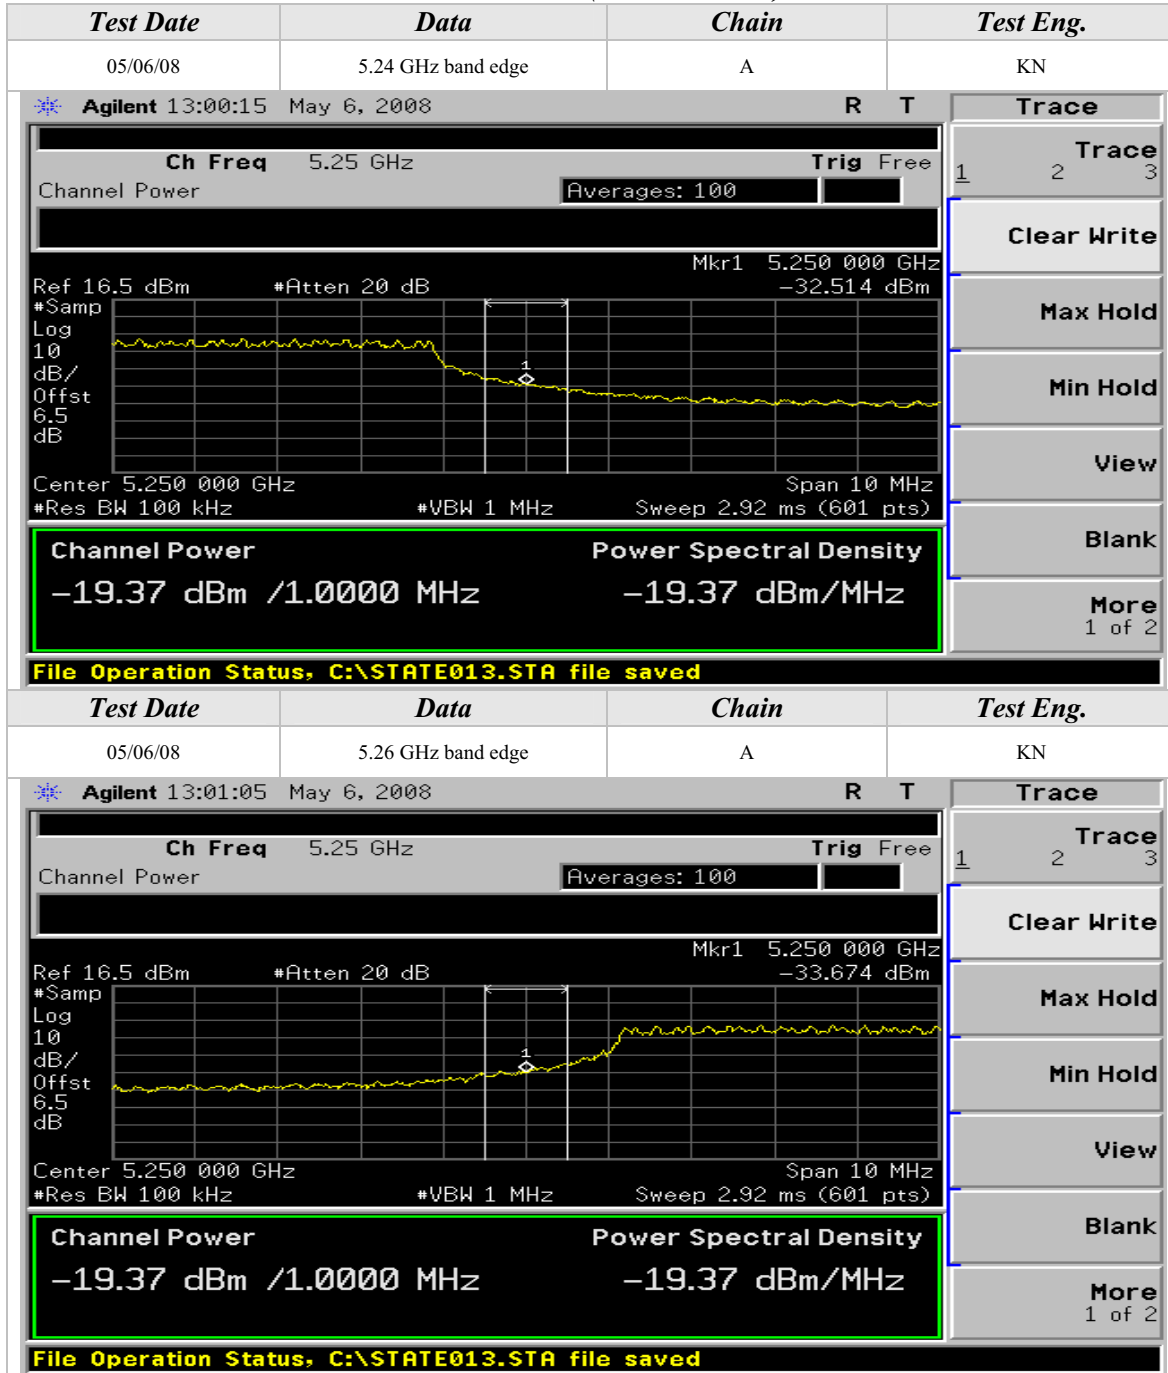 Test Date Data Chain Test Eng.
05/06/08 5.24 GHz band edge A KN
Agilent 13:00:15 May 6, 2008 R T Trace
Ch Freq 5.25 GHz Trig Free
Channel Power Averages: 100
Trace
1 2 3
Clear Write
Mkr1 5.250 000 GHz
Ref 16.5 dBm #Atten 20 dB -32.514 dBm
#Samp
Log
10
dB/
Offst
6.5
dB
1
Max Hold
Min Hold
View
Center 5.250 000 GHz Span 10 MHz
#Res BW 100 kHz #VBW 1 MHz Sweep 2.92 ms (601 pts)
Blank
Channel Power Power Spectral Density
-19.37 dBm /1.0000 MHz -19.37 dBm/MHz
More
1 of 2
File Operation Status, C:\STATE013.STA file saved
Test Date Data Chain Test Eng.
05/06/08 5.26 GHz band edge A KN
Agilent 13:01:05 May 6, 2008 R T Trace
Ch Freq 5.25 GHz Trig Free
Channel Power Averages: 100
Trace
1 2 3
Clear Write
Mkr1 5.250 000 GHz
Ref 16.5 dBm #Atten 20 dB -33.674 dBm
#Samp
Log
10
dB/
Offst
6.5
dB
1
Max Hold
Min Hold
View
Center 5.250 000 GHz Span 10 MHz
#Res BW 100 kHz #VBW 1 MHz Sweep 2.92 ms (601 pts)
Blank
Channel Power Power Spectral Density
-19.37 dBm /1.0000 MHz -19.37 dBm/MHz
More
1 of 2
File Operation Status, C:\STATE013.STA file saved